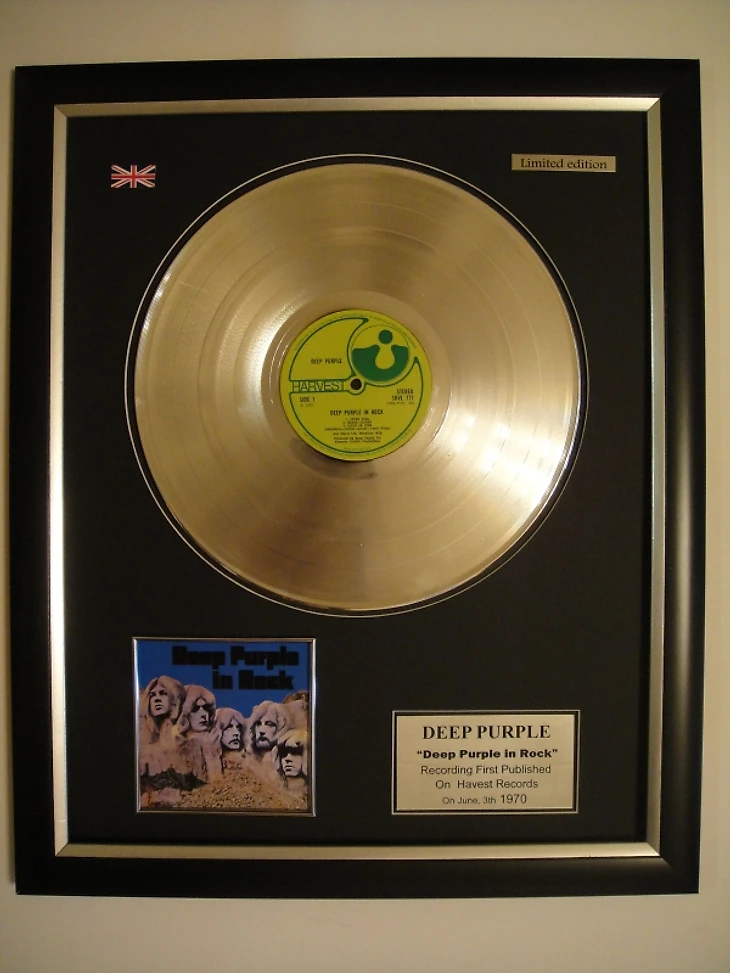 Limited edition
DEEP PURPLE
HARVEST
SIDE 1
STEREO
SHVL 777
DEEP PURPLE IN ROCK
Deep Purple
in Rock
DEEP PURPLE
“Deep Purple in Rock”
Recording First Published
On Havest Records
On June, 3th 1970